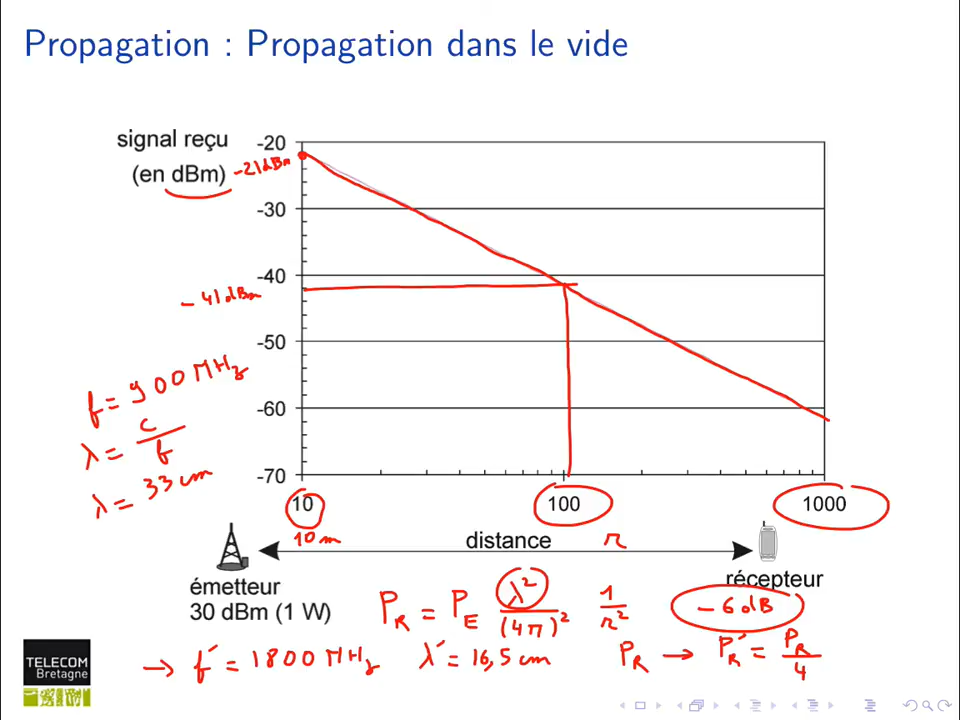 Propagation : Propagation dans le vide
signal reçu
(en dBm)
-20
-21dBm
-30
-40
-41dBm
-50
-60
-70
f = 900 MHz
λ = c/f
λ = 33 cm
10
100
1000
10 m
distance
r
émetteur
30 dBm (1 W)
récepteur
P_R = P_E λ²/(4π)² 1/r²
-6 dB
→ f' = 1800 MHz λ' = 16,5 cm P_R → P_R' = P_R/4
TELECOM
Bretagne